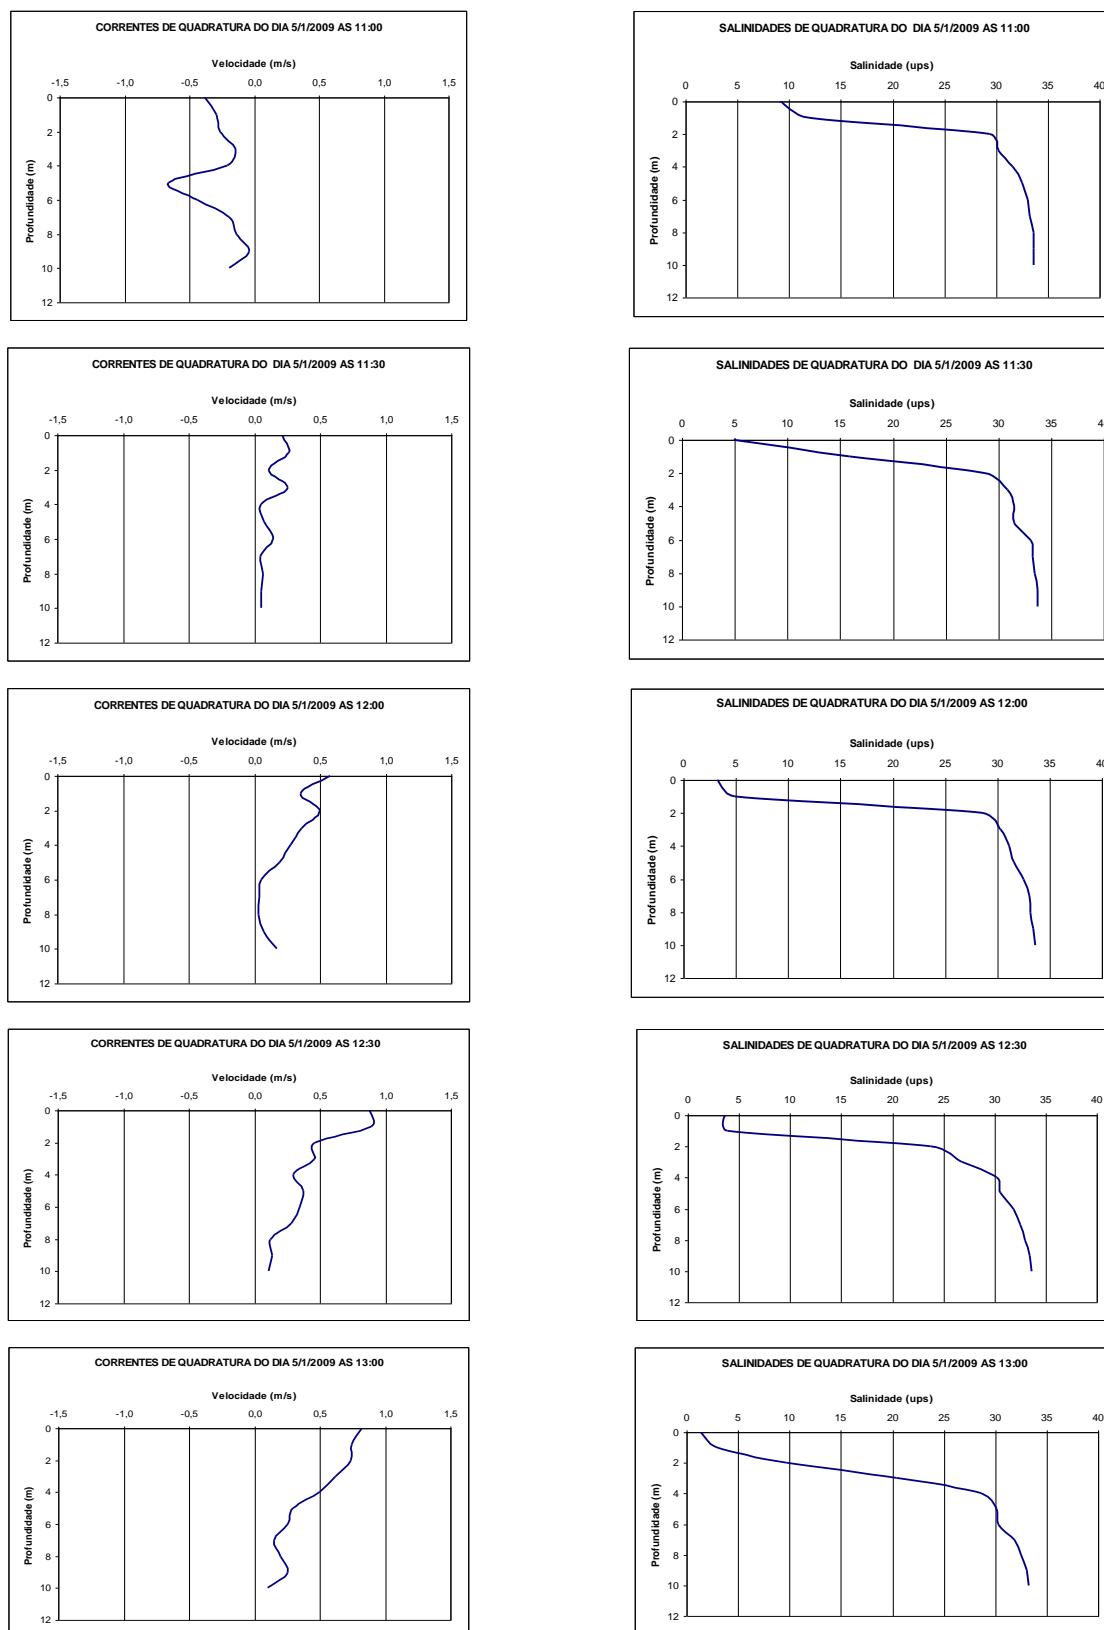 CORRENTES DE QUADRATURA DO DIA 5/1/2009 AS 11:00
Velocidade (m/s)
-1,5 -1,0 -0,5 0,0 0,5 1,0 1,5
0
2
4
6
8
10
12
Profundidade (m)
SALINIDADES DE QUADRATURA DO DIA 5/1/2009 AS 11:00
Salinidade (ups)
0 5 10 15 20 25 30 35 40
0
2
4
6
8
10
12
Profundidade (m)
CORRENTES DE QUADRATURA DO DIA 5/1/2009 AS 11:30
Velocidade (m/s)
-1,5 -1,0 -0,5 0,0 0,5 1,0 1,5
0
2
4
6
8
10
12
Profundidade (m)
SALINIDADES DE QUADRATURA DO DIA 5/1/2009 AS 11:30
Salinidade (ups)
0 5 10 15 20 25 30 35 40
0
2
4
6
8
10
12
Profundidade (m)
CORRENTES DE QUADRATURA DO DIA 5/1/2009 AS 12:00
Velocidade (m/s)
-1,5 -1,0 -0,5 0,0 0,5 1,0 1,5
0
2
4
6
8
10
12
Profundidade (m)
SALINIDADES DE QUADRATURA DO DIA 5/1/2009 AS 12:00
Salinidade (ups)
0 5 10 15 20 25 30 35 40
0
2
4
6
8
10
12
Profundidade (m)
CORRENTES DE QUADRATURA DO DIA 5/1/2009 AS 12:30
Velocidade (m/s)
-1,5 -1,0 -0,5 0,0 0,5 1,0 1,5
0
2
4
6
8
10
12
Profundidade (m)
SALINIDADES DE QUADRATURA DO DIA 5/1/2009 AS 12:30
Salinidade (ups)
0 5 10 15 20 25 30 35 40
0
2
4
6
8
10
12
Profundidade (m)
CORRENTES DE QUADRATURA DO DIA 5/1/2009 AS 13:00
Velocidade (m/s)
-1,5 -1,0 -0,5 0,0 0,5 1,0 1,5
0
2
4
6
8
10
12
Profundidade (m)
SALINIDADES DE QUADRATURA DO DIA 5/1/2009 AS 13:00
Salinidade (ups)
0 5 10 15 20 25 30 35 40
0
2
4
6
8
10
12
Profundidade (m)